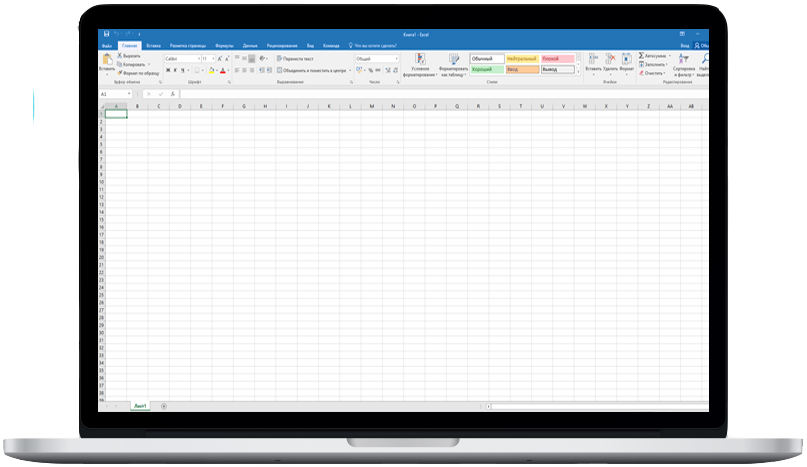 Книга1 - Excel
Файл Главная Вставка Разметка страницы Формулы Данные Рецензирование Вид Команда Что вы хотите сделать? Вход
Вставить
Вырезать
Копировать
Формат по образцу
Буфер обмена
Calibri 11
Ж К Ч
Шрифт
Перенести текст
Объединить и поместить в центре
Выравнивание
Общий
Число
Условное форматирование
Форматировать как таблицу
Обычный Нейтральный Плохой
Хороший Ввод Вывод
Стили
Вставить Удалить Формат
Ячейки
Автосумма
Заполнить
Очистить
Сортировка и фильтр
Редактирование
A1
fx
A B C D E F G H I J K L M N O P Q R S T U V W X Y Z AA AB
1
2
3
4
5
6
7
8
9
10
11
12
13
14
15
16
17
18
19
20
21
22
23
24
25
26
27
28
29
30
31
32
33
34
35
36
37
38
39
Лист1